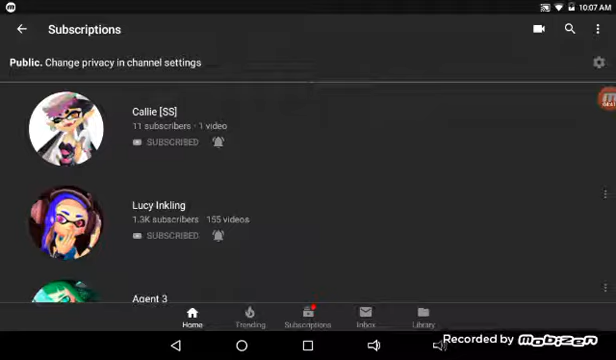 10:07 AM
Subscriptions
Public. Change privacy in channel settings
Callie [SS]
11 subscribers · 1 video
SUBSCRIBED
Lucy Inkling
1.3K subscribers 155 videos
SUBSCRIBED
Agent 3
Home Trending Subscriptions Inbox Library
Recorded by Mobizen